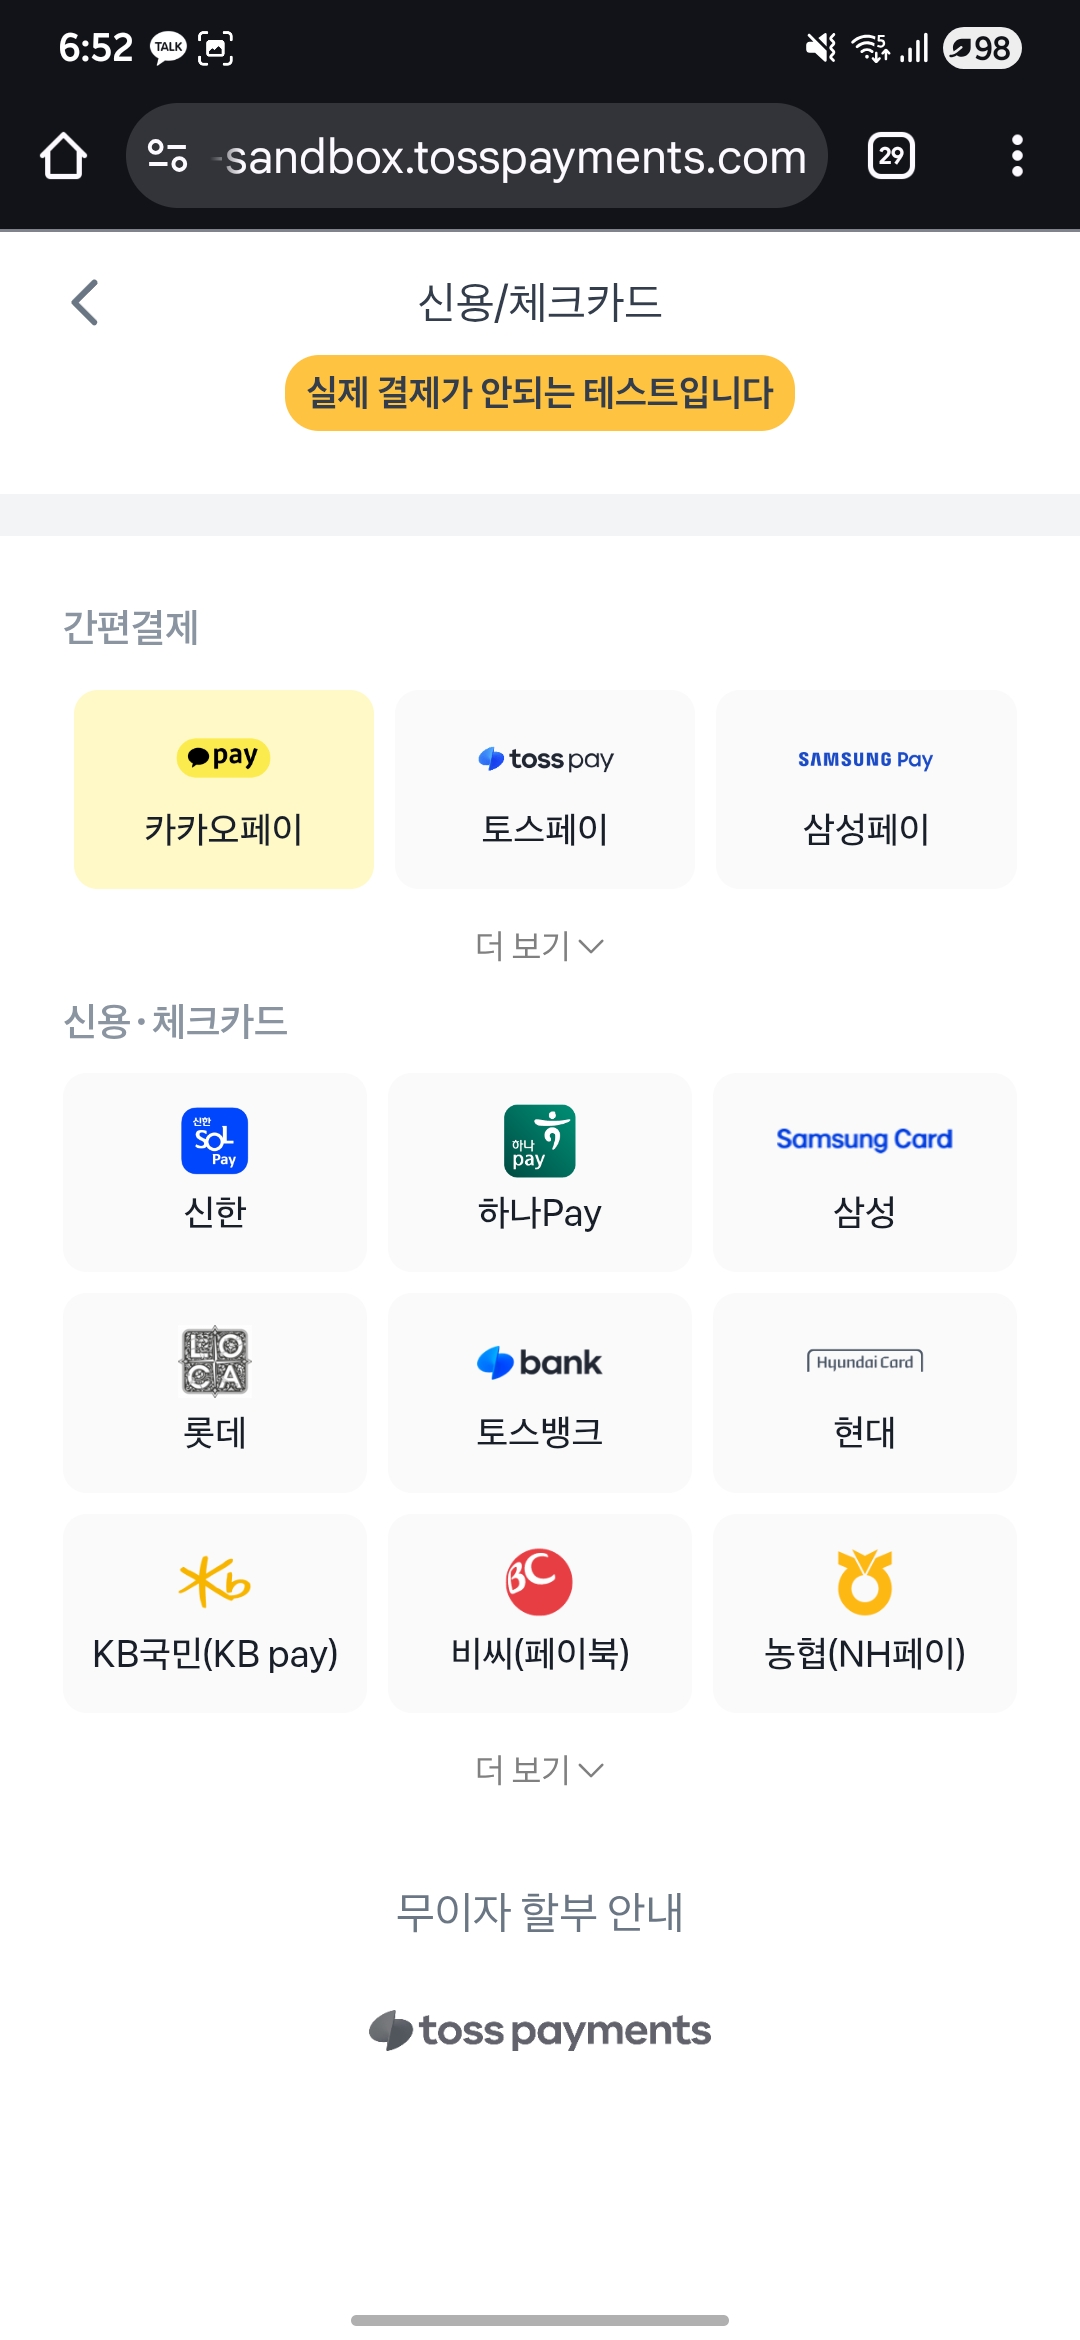 6:52 TALK 5 98
-sandbox.tosspayments.com 29
신용/체크카드
실제 결제가 안되는 테스트입니다
간편결제
pay toss pay SAMSUNG Pay
카카오페이 토스페이 삼성페이
더 보기
신용·체크카드
신한 SOL Pay 하나 pay Samsung Card
신한 하나Pay 삼성
LOCA bank Hyundai Card
롯데 토스뱅크 현대
Kb BC
KB국민(KB pay) 비씨(페이북) 농협(NH페이)
더 보기
무이자 할부 안내
toss payments